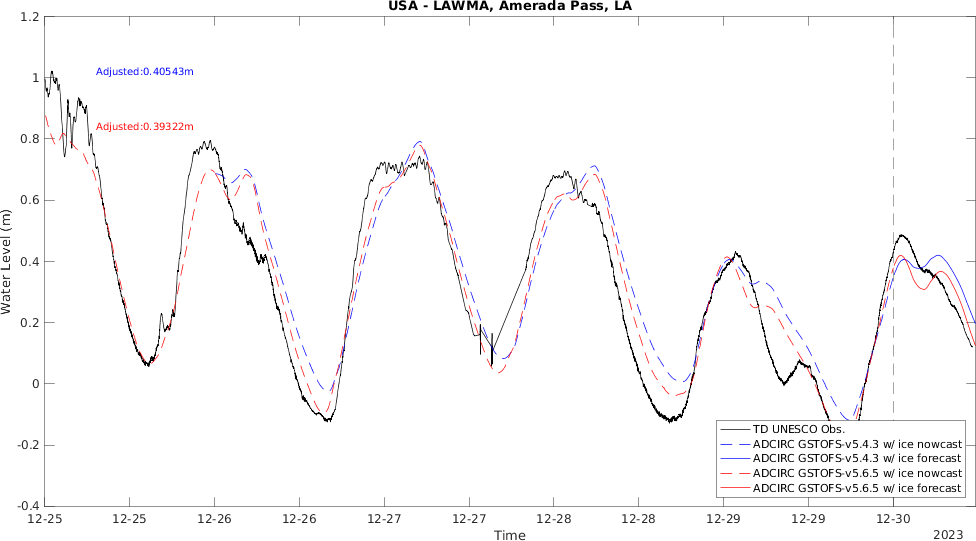 USA - LAWMA, Amerada Pass, LA
1.2
1
0.8
0.6
0.4
0.2
0
-0.2
-0.4
Water Level (m)
Adjusted:0.40543m
Adjusted:0.39322m
TD UNESCO Obs.
ADCIRC GSTOFS-v5.4.3 w/ ice nowcast
ADCIRC GSTOFS-v5.4.3 w/ ice forecast
ADCIRC GSTOFS-v5.6.5 w/ ice nowcast
ADCIRC GSTOFS-v5.6.5 w/ ice forecast
12-25 12-25 12-26 12-26 12-27 12-27 12-28 12-28 12-29 12-29 12-30
Time
2023